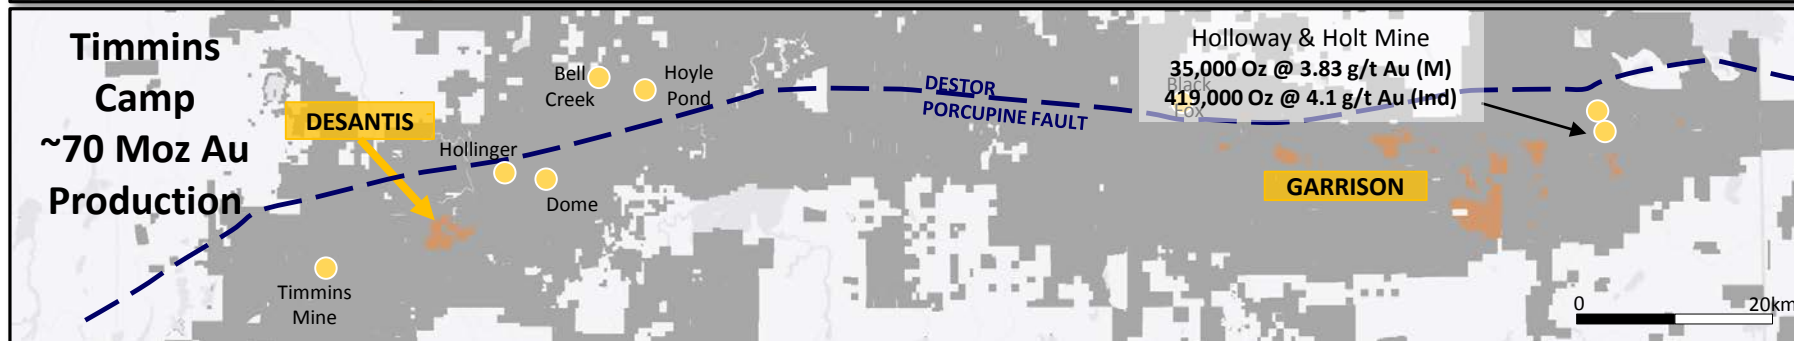 Timmins
Camp
~70 Moz Au
Production
DESANTIS
Bell
Creek
Hoyle
Pond
Hollinger
Dome
Timmins
Mine
DESTOR
PORCUPINE FAULT
Holloway & Holt Mine
35,000 Oz @ 3.83 g/t Au (M)
Black
419,000 Oz @ 4.1 g/t Au (Ind)
Fox
GARRISON
0 20km